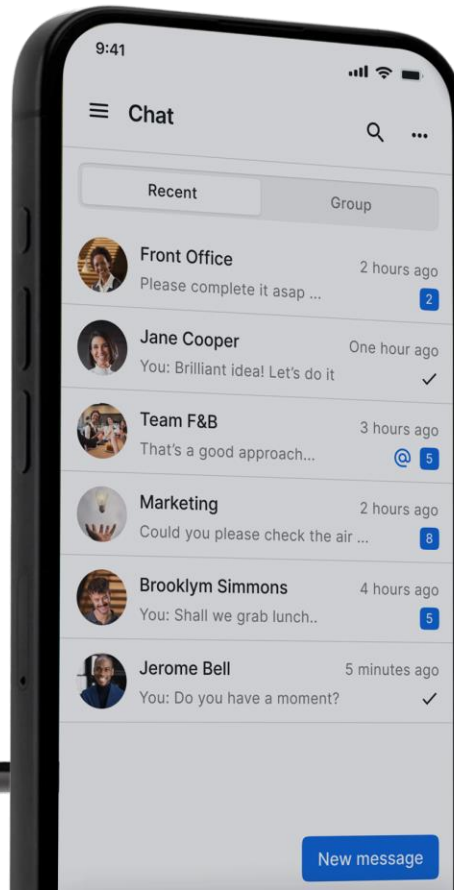 9:41
Chat
Recent
Group
Front Office
2 hours ago
Please complete it asap ...
2
Jane Cooper
One hour ago
You: Brilliant idea! Let's do it
Team F&B
3 hours ago
That's a good approach...
@ 5
Marketing
2 hours ago
Could you please check the air ...
8
Brooklym Simmons
4 hours ago
You: Shall we grab lunch..
5
Jerome Bell
5 minutes ago
You: Do you have a moment?
New message